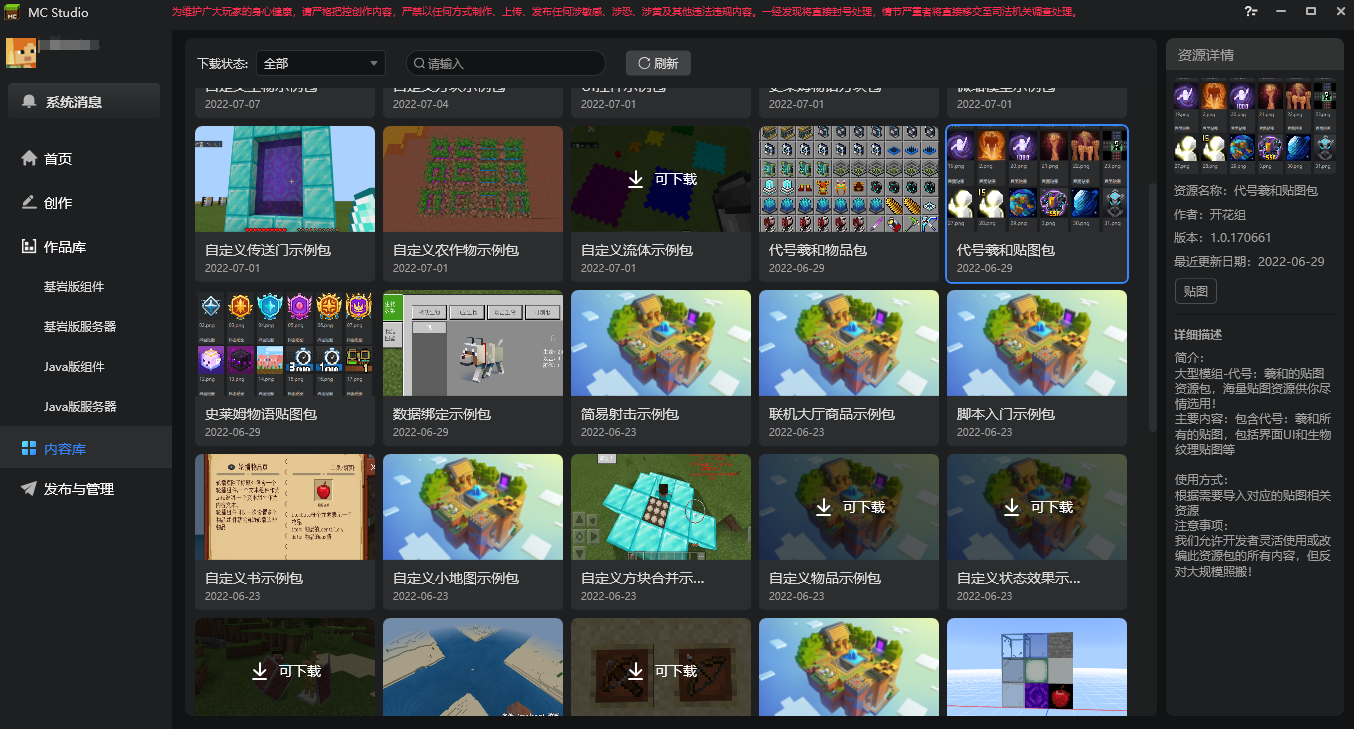 MC Studio
为维护广大玩家的身心健康，请严格把控创作内容，严禁以任何方式制作、上传、发布任何涉敏感、涉恐、涉黄及其他违法违规内容。一经发现将直接封号处理，情节严重者将直接移交至司法机关调查处理。
系统消息
首页
创作
作品库
基岩版组件
基岩版服务器
Java版组件
Java版服务器
内容库
发布与管理
下载状态:
全部
请输入
刷新
2022-07-07
2022-07-04
2022-07-01
2022-07-01
2022-07-01
可下载
自定义传送门示例包
2022-07-01
自定义农作物示例包
2022-07-01
自定义流体示例包
2022-07-01
代号羲和物品包
2022-06-29
代号羲和贴图包
2022-06-29
史莱姆物语贴图包
2022-06-29
数据绑定示例包
2022-06-29
简易射击示例包
2022-06-23
联机大厅商品示例包
2022-06-23
脚本入门示例包
2022-06-23
可下载
可下载
自定义书示例包
2022-06-23
自定义小地图示例包
2022-06-23
自定义方块合并示...
2022-06-23
自定义物品示例包
2022-06-23
自定义状态效果示...
2022-06-23
可下载
可下载
资源详情
资源名称：代号羲和贴图包
作者：开花组
版本：1.0.170661
最近更新日期：2022-06-29
贴图
详细描述
简介：
大型模组-代号：羲和的贴图
资源包，海量贴图资源供你尽
情选用！
主要内容：包含代号：羲和所
有的贴图，包括界面UI和生物
纹理贴图等
使用方式：
根据需要导入对应的贴图相关
资源
注意事项：
我们允许开发者灵活使用或改
编此资源包的所有内容，但反
对大规模照搬！